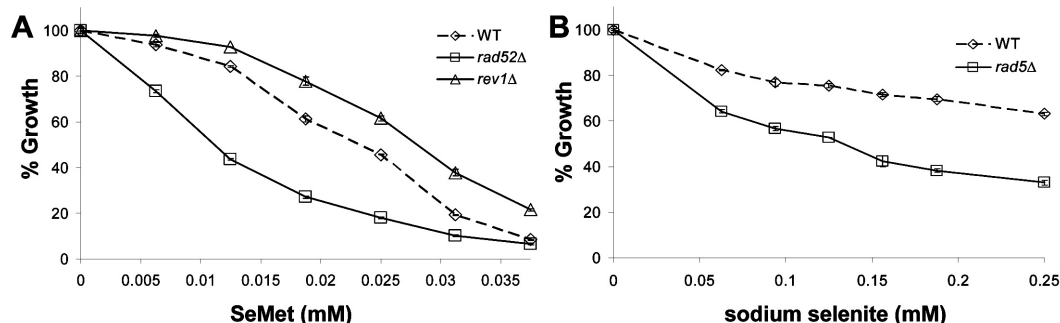 A
% Growth
100
80
60
40
20
0
0
0.005
0.01
0.015
0.02
0.025
0.03
0.035
SeMet (mM)
WT
rad52Δ
rev1Δ
B
% Growth
100
80
60
40
20
0
0
0.05
0.1
0.15
0.2
0.25
sodium selenite (mM)
WT
rad5Δ